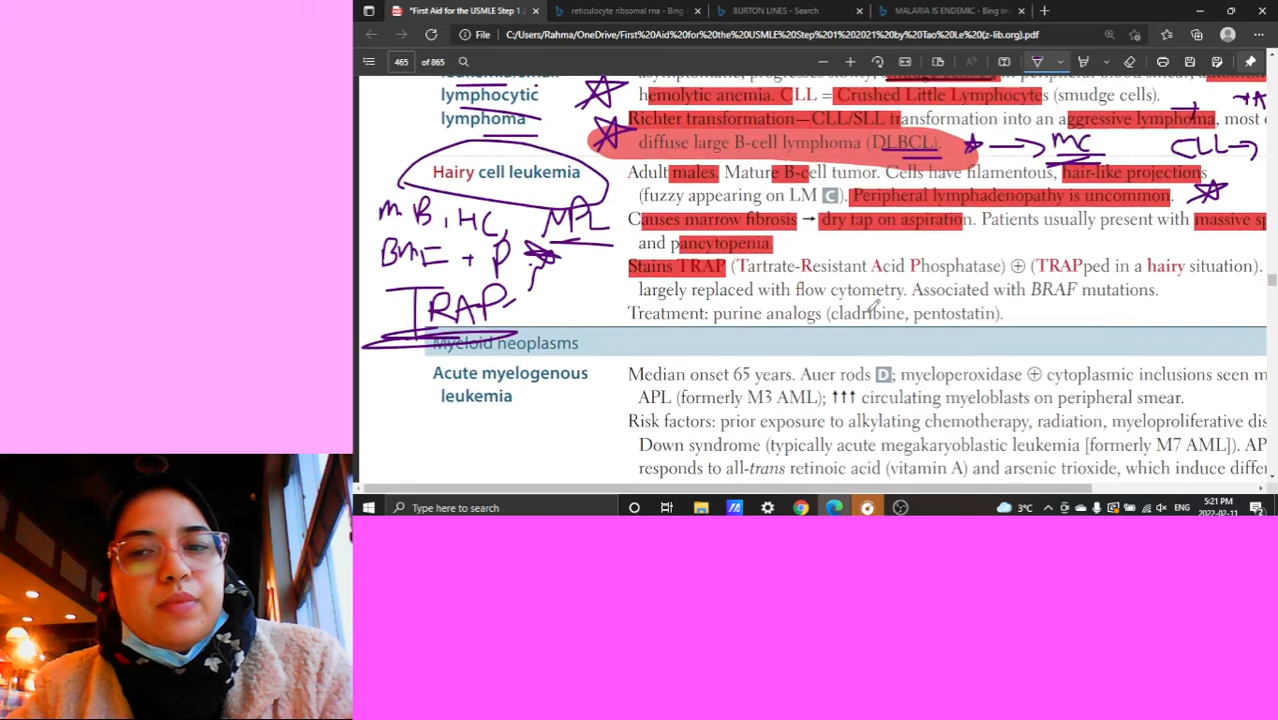 "First Aid for the USMLE Step 1 2
reticulocyte ribosomal rna - Bing
BURTON LINES - Search
MALARIA IS ENDEMIC - Bing im
File
C:/Users/Rahma/OneDrive/First%20Aid%20for%20the%20USMLE%20Step%201%202021%20by%20Tao%20Le%20(z-lib.org).pdf
465 of 865
lymphocytic
lymphoma
hemolytic anemia. CLL = Crushed Little Lymphocytes (smudge cells).
Richter transformation—CLL/SLL transformation into an aggressive lymphoma, most
diffuse large B-cell lymphoma (DLBCL).
MC
CLL
Hairy cell leukemia
Adult males. Mature B-cell tumor. Cells have filamentous, hair-like projections
(fuzzy appearing on LM C). Peripheral lymphadenopathy is uncommon.
Causes marrow fibrosis → dry tap on aspiration. Patients usually present with massive sp
and pancytopenia.
Stains TRAP (Tartrate-Resistant Acid Phosphatase) ⊕ (TRAPped in a hairy situation).
largely replaced with flow cytometry. Associated with BRAF mutations.
Treatment: purine analogs (cladribine, pentostatin).
TRAP
Myeloid neoplasms
Acute myelogenous
leukemia
Median onset 65 years. Auer rods D; myeloperoxidase ⊕ cytoplasmic inclusions seen m
APL (formerly M3 AML); ↑↑↑ circulating myeloblasts on peripheral smear.
Risk factors: prior exposure to alkylating chemotherapy, radiation, myeloproliferative dis
Down syndrome (typically acute megakaryoblastic leukemia [formerly M7 AML]). AP
responds to all-trans retinoic acid (vitamin A) and arsenic trioxide, which induce differ
Type here to search
3°C
ENG
5:21 PM
2022-02-11